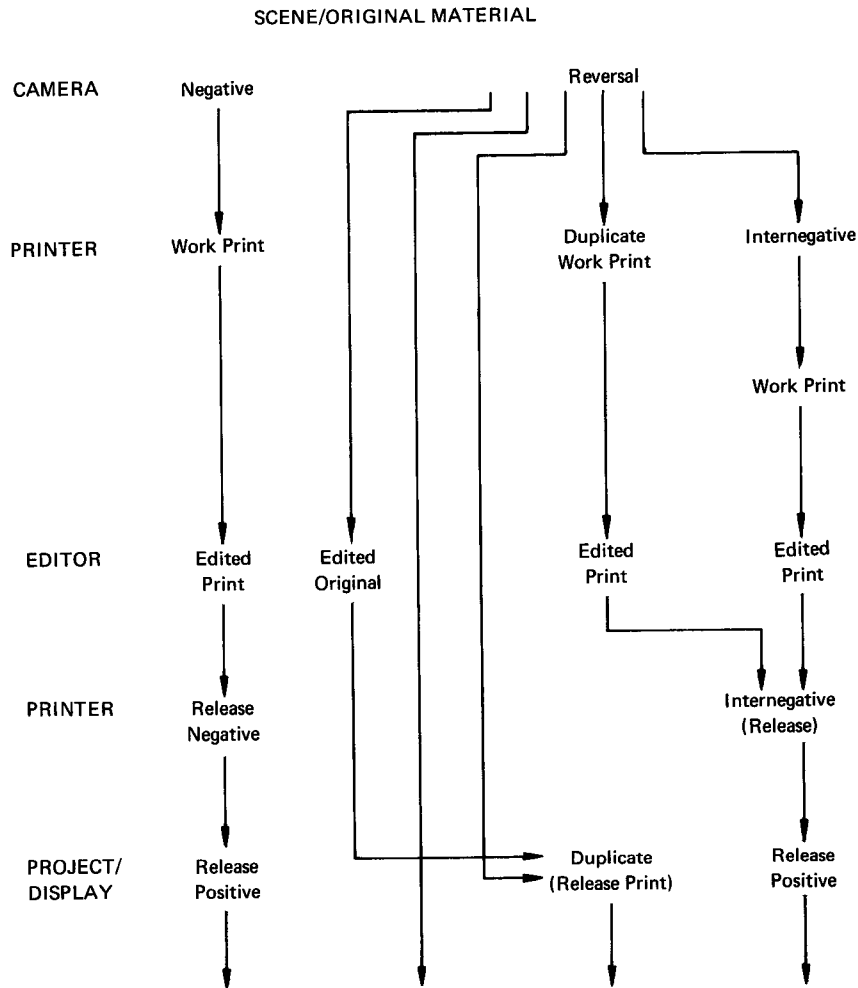 SCENE/ORIGINAL MATERIAL
CAMERA Negative Reversal
PRINTER Work Print Duplicate Work Print Internegative
Work Print
EDITOR Edited Print Edited Original Edited Print Edited Print
PRINTER Release Negative Internegative (Release)
PROJECT/DISPLAY Release Positive Duplicate (Release Print) Release Positive